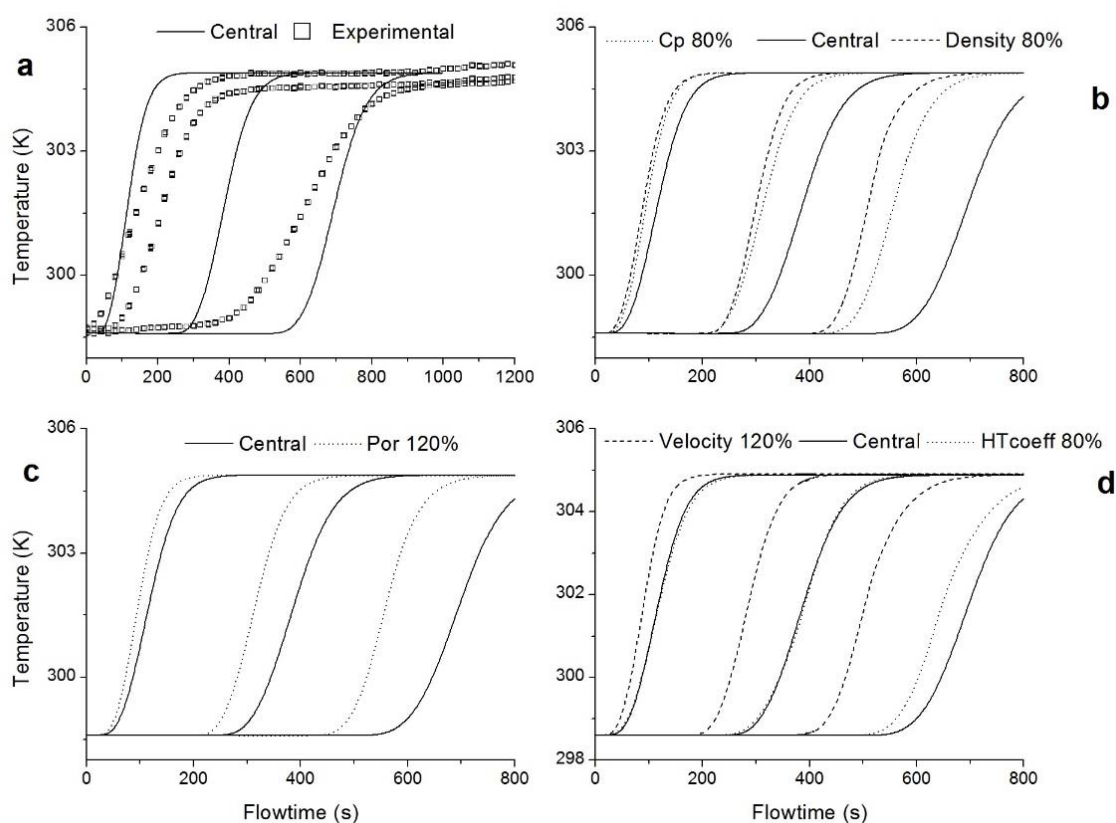 a
Central Experimental
306
303
300
Temperature (K)
0 200 400 600 800 1000 1200
b
Cp 80% Central Density 80%
306
303
300
0 200 400 600 800
c
Central Por 120%
306
303
300
Temperature (K)
0 200 400 600 800
Flowtime (s)
d
Velocity 120% Central HTcoeff 80%
306
304
302
300
298
0 200 400 600 800
Flowtime (s)